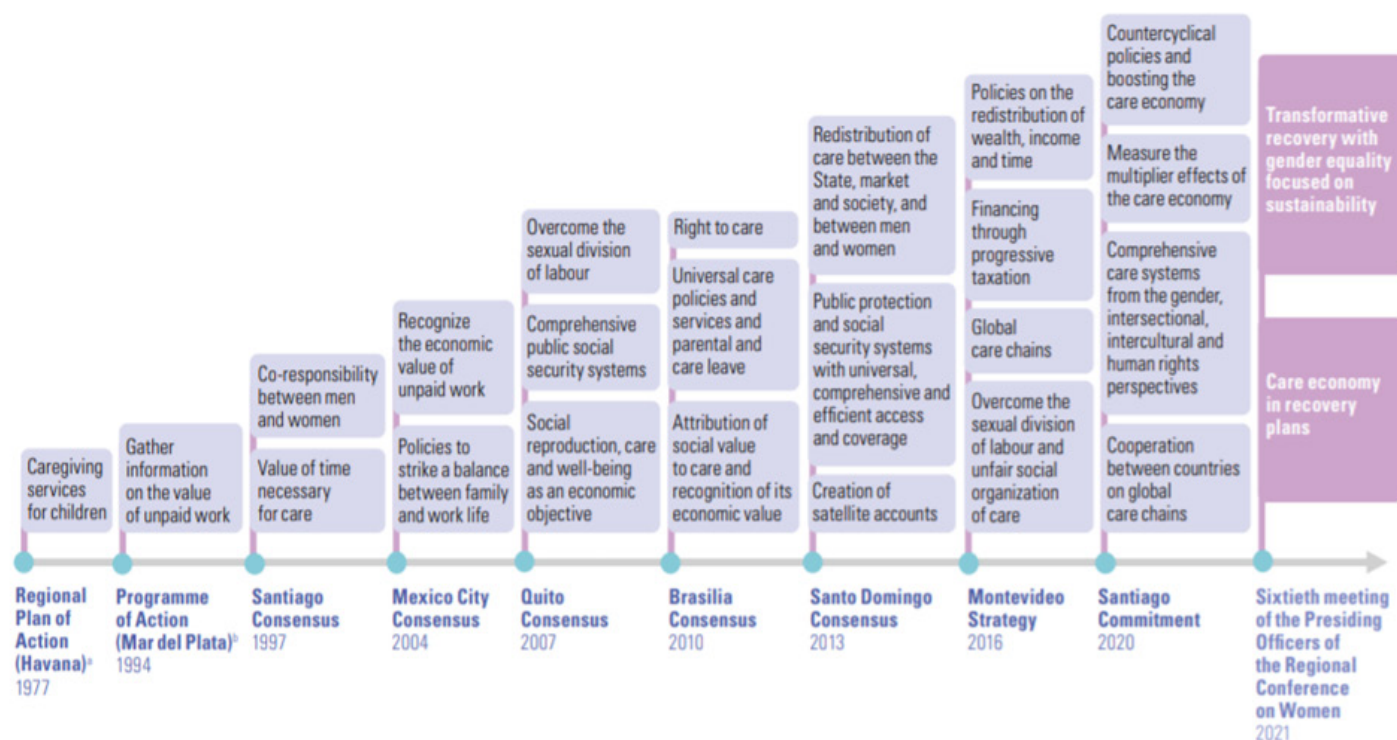 Caregiving
services
for children
Regional
Plan of
Action
(Havana)ᵃ
1977
Gather
information
on the value
of unpaid work
Programme
of Action
(Mar del Plata)ᵇ
1994
Co-responsibility
between men
and women
Value of time
necessary
for care
Santiago
Consensus
1997
Recognize
the economic
value of
unpaid work
Policies to
strike a balance
between family
and work life
Mexico City
Consensus
2004
Overcome the
sexual division
of labour
Comprehensive
public social
security systems
Social
reproduction, care
and well-being
as an economic
objective
Quito
Consensus
2007
Right to care
Universal care
policies and
services and
parental and
care leave
Attribution of
social value
to care and
recognition of its
economic value
Brasilia
Consensus
2010
Redistribution of
care between the
State, market
and society, and
between men
and women
Public protection
and social
security systems
with universal,
comprehensive and
efficient access
and coverage
Creation of
satellite accounts
Santo Domingo
Consensus
2013
Policies on the
redistribution of
wealth, income
and time
Financing
through
progressive
taxation
Global
care chains
Overcome the
sexual division
of labour and
unfair social
organization
of care
Montevideo
Strategy
2016
Countercyclical
policies and
boosting the
care economy
Measure the
multiplier effects of
the care economy
Comprehensive
care systems
from the gender,
intersectional,
intercultural and
human rights
perspectives
Cooperation
between countries
on global
care chains
Santiago
Commitment
2020
Transformative
recovery with
gender equality
focused on
sustainability
Care economy
in recovery
plans
Sixtieth meeting
of the Presiding
Officers of
the Regional
Conference
on Women
2021